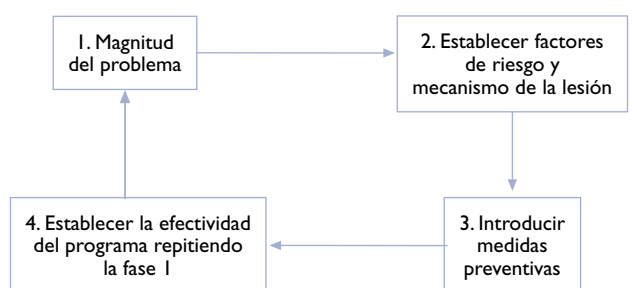 1. Magnitud
del problema
2. Establecer factores
de riesgo y
mecanismo de la lesión
3. Introducir
medidas
preventivas
4. Establecer la efectividad
del programa repitiendo
la fase 1